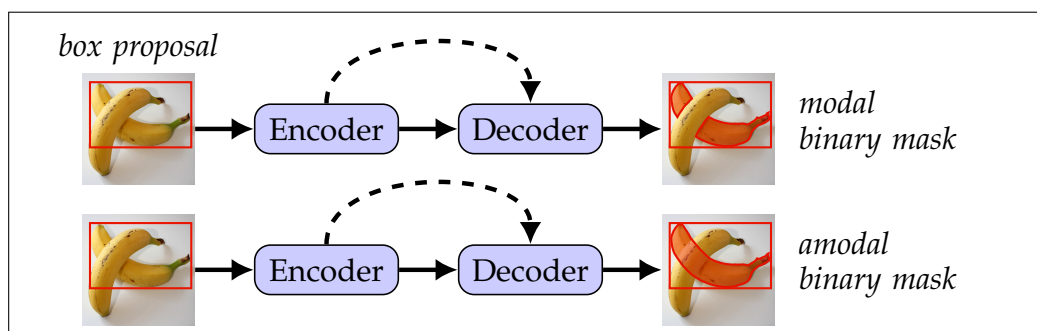 box proposal
Encoder
Decoder
modal
binary mask
Encoder
Decoder
amodal
binary mask